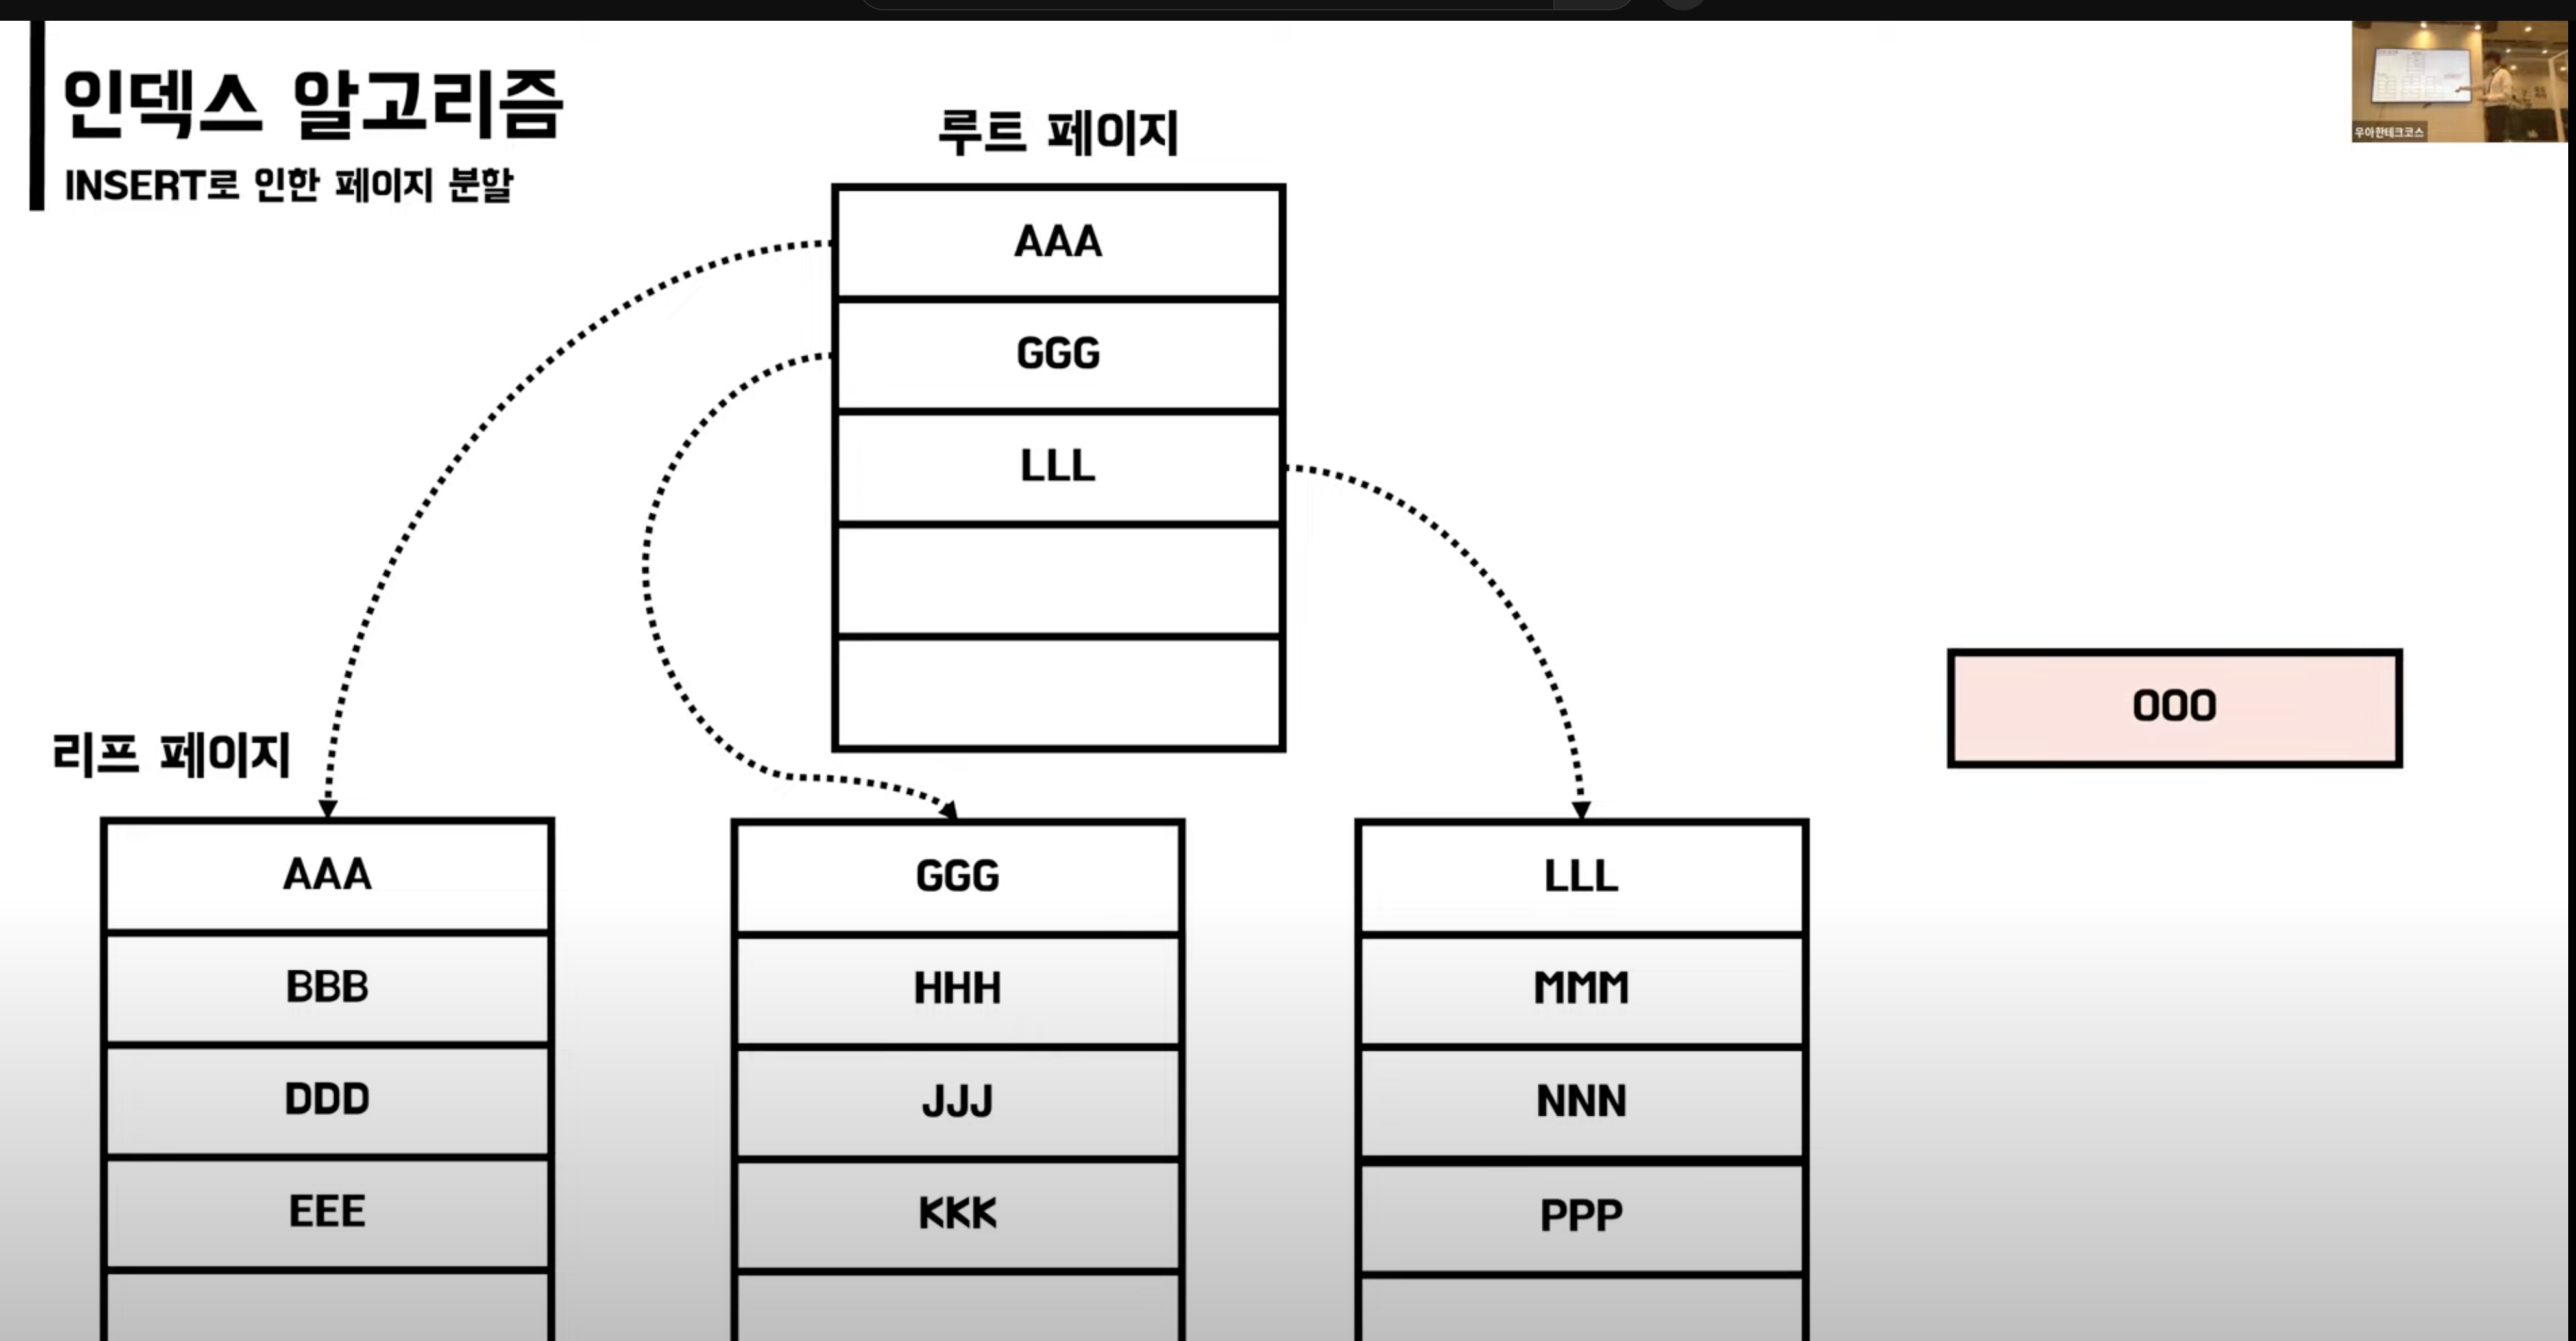 인덱스 알고리즘
INSERT로 인한 페이지 분할
우아한테크코스
루트 페이지
AAA
GGG
LLL
OOO
리프 페이지
AAA
BBB
DDD
EEE
GGG
HHH
JJJ
KKK
LLL
MMM
NNN
PPP